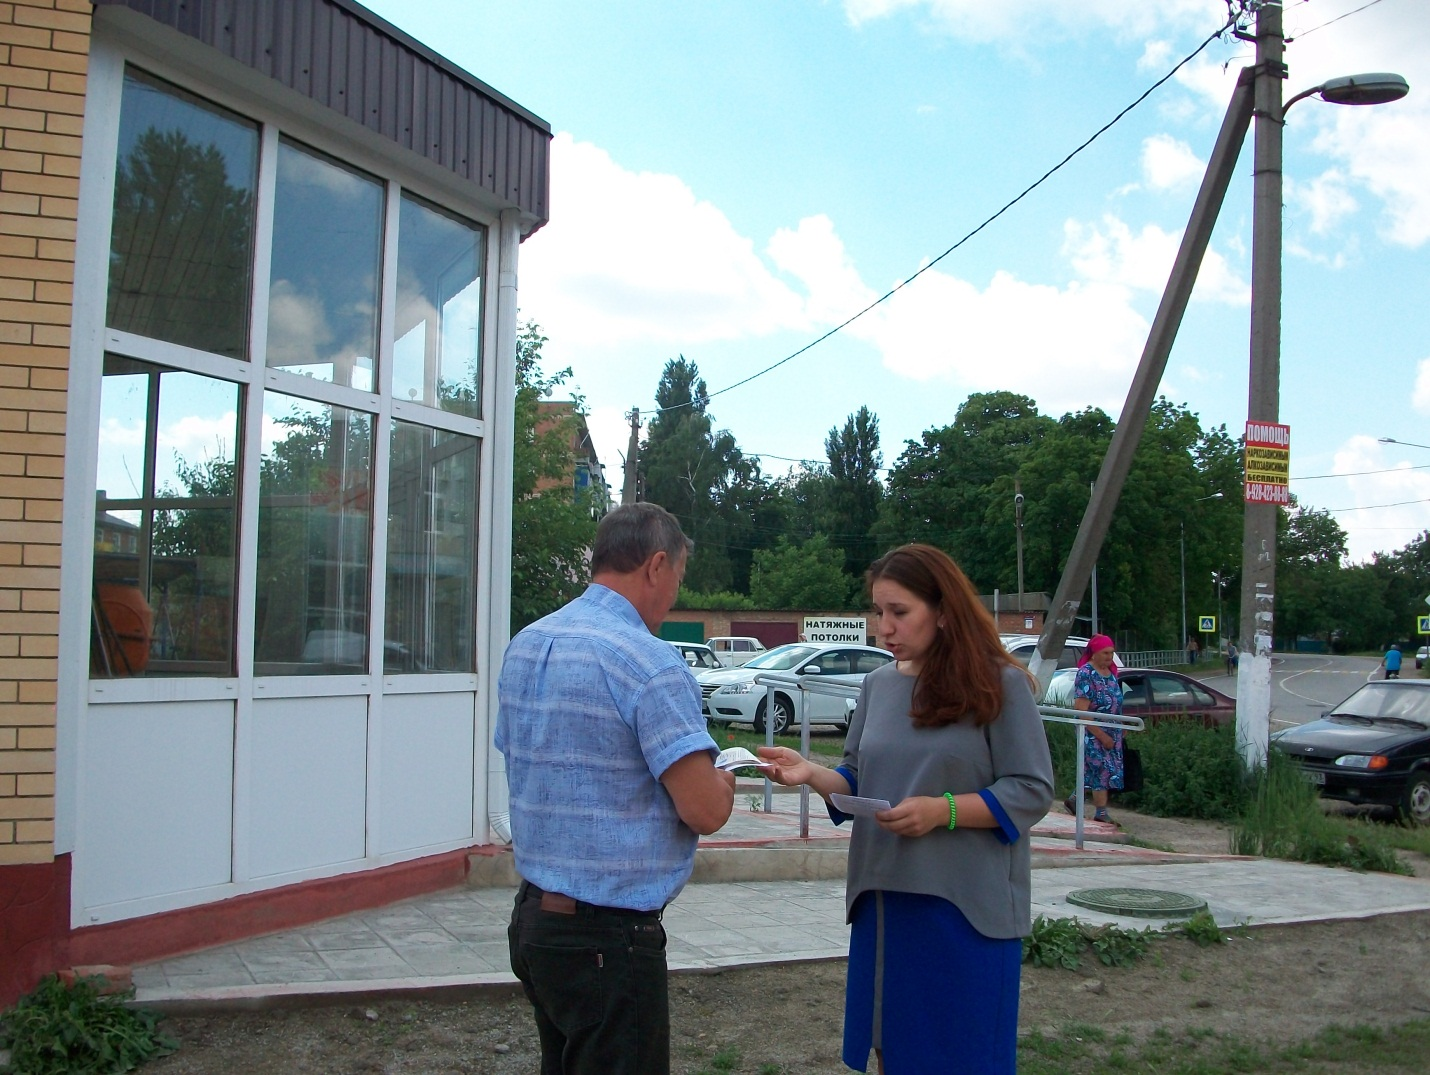 НАТЯЖНЫЕ
ПОТОЛКИ
ПОМОЩЬ
НАРКОЗАВИСИМЫМ
АЛКОЗАВИСИМЫМ
БЕСПЛАТНО